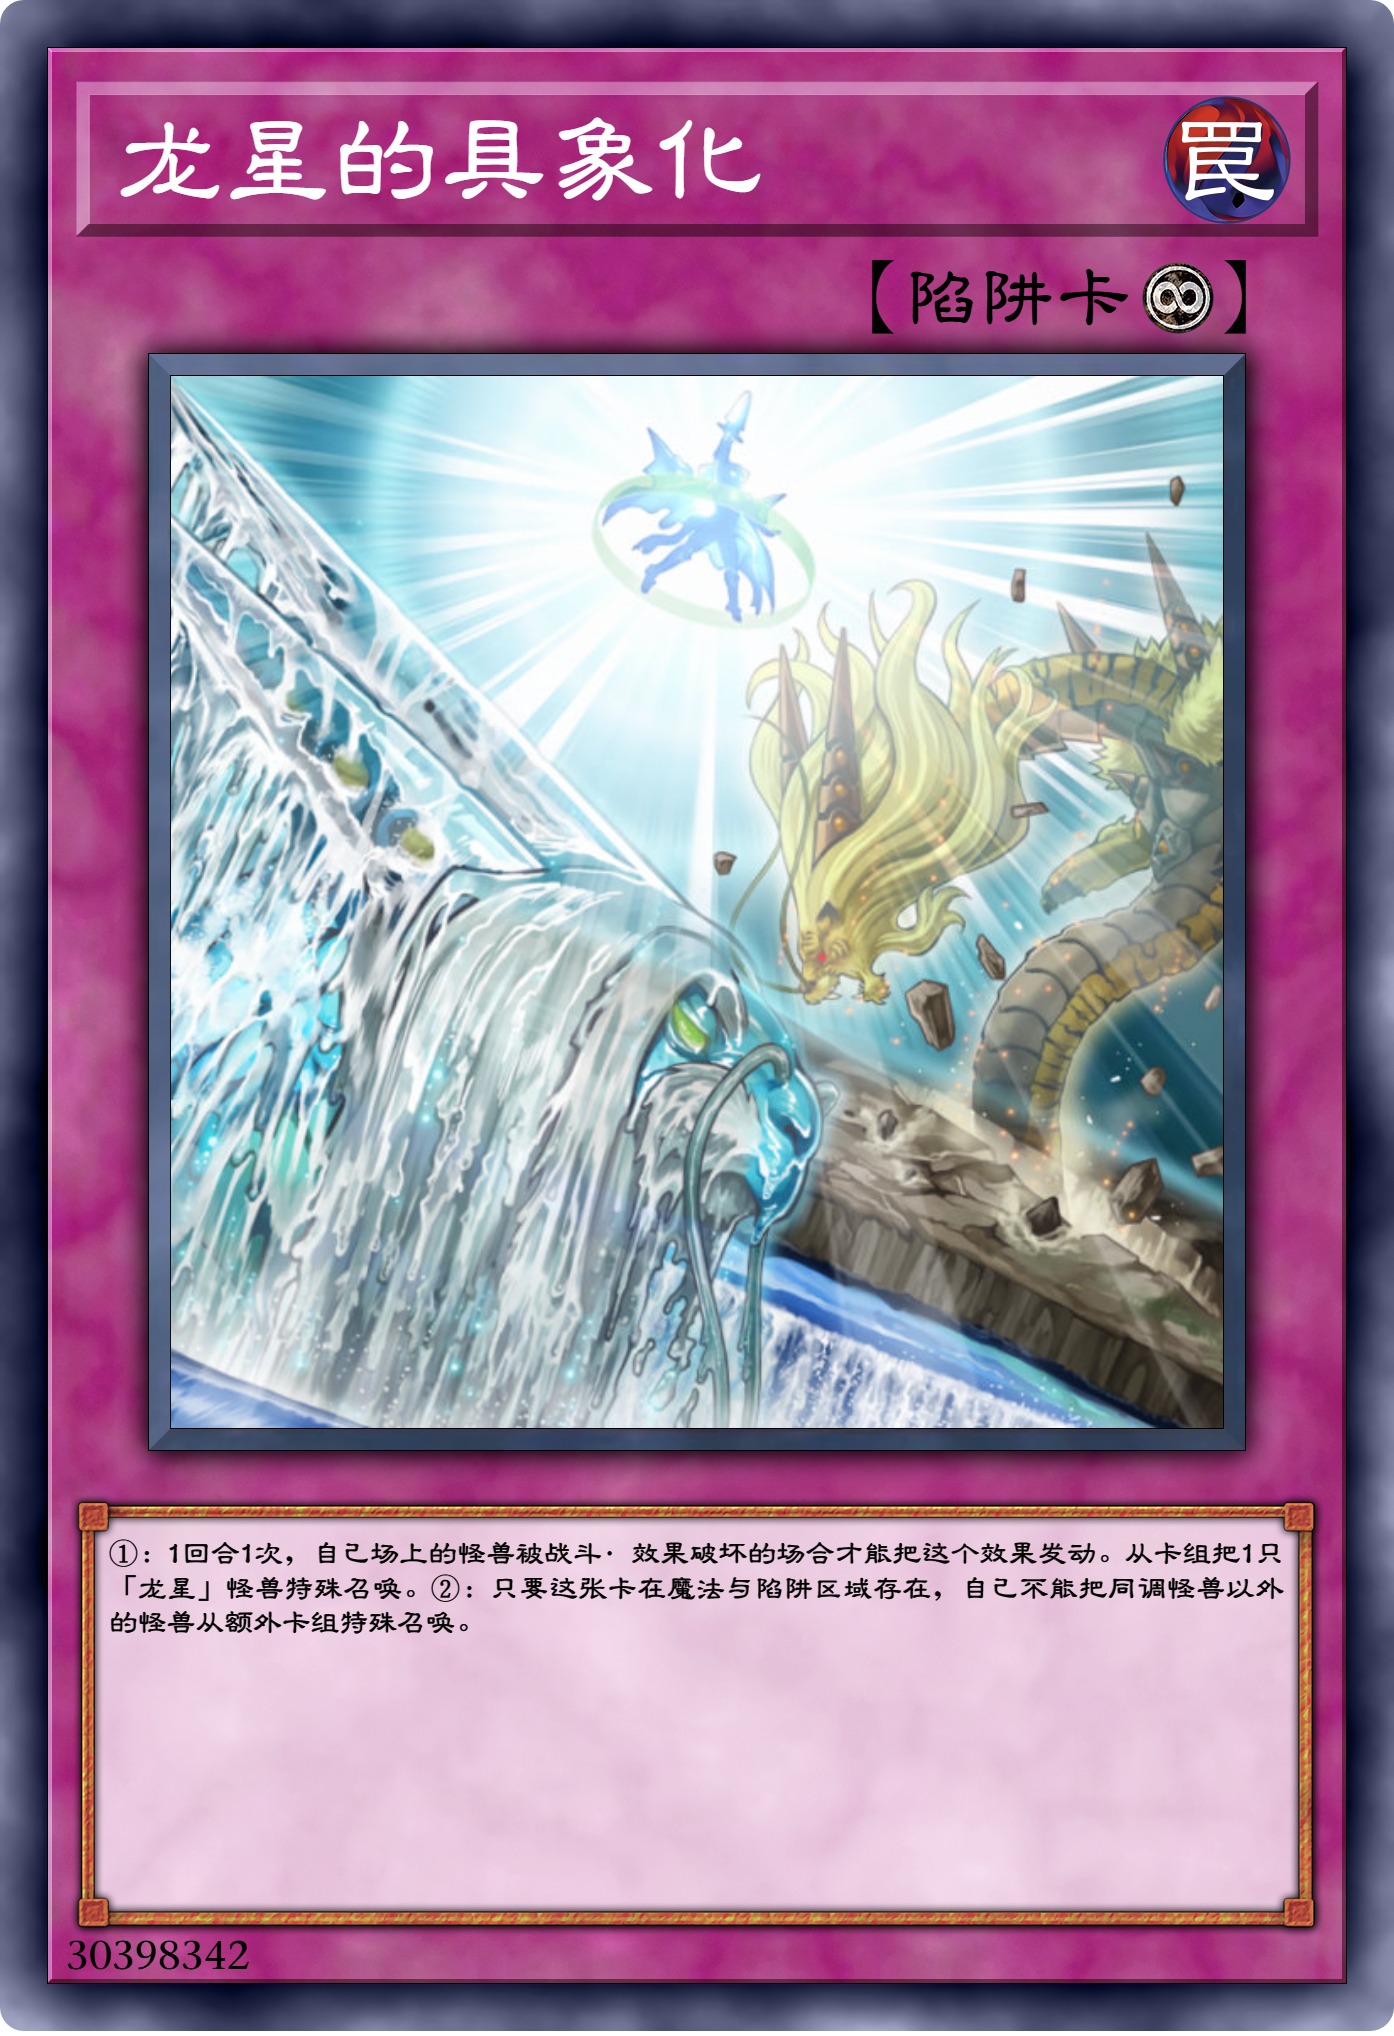 龙星的具象化
罠
【陷阱卡♾】
①：1回合1次，自己场上的怪兽被战斗·效果破坏的场合才能把这个效果发动。从卡组把1只
「龙星」怪兽特殊召唤。②：只要这张卡在魔法与陷阱区域存在，自己不能把同调怪兽以外
的怪兽从额外卡组特殊召唤。
30398342